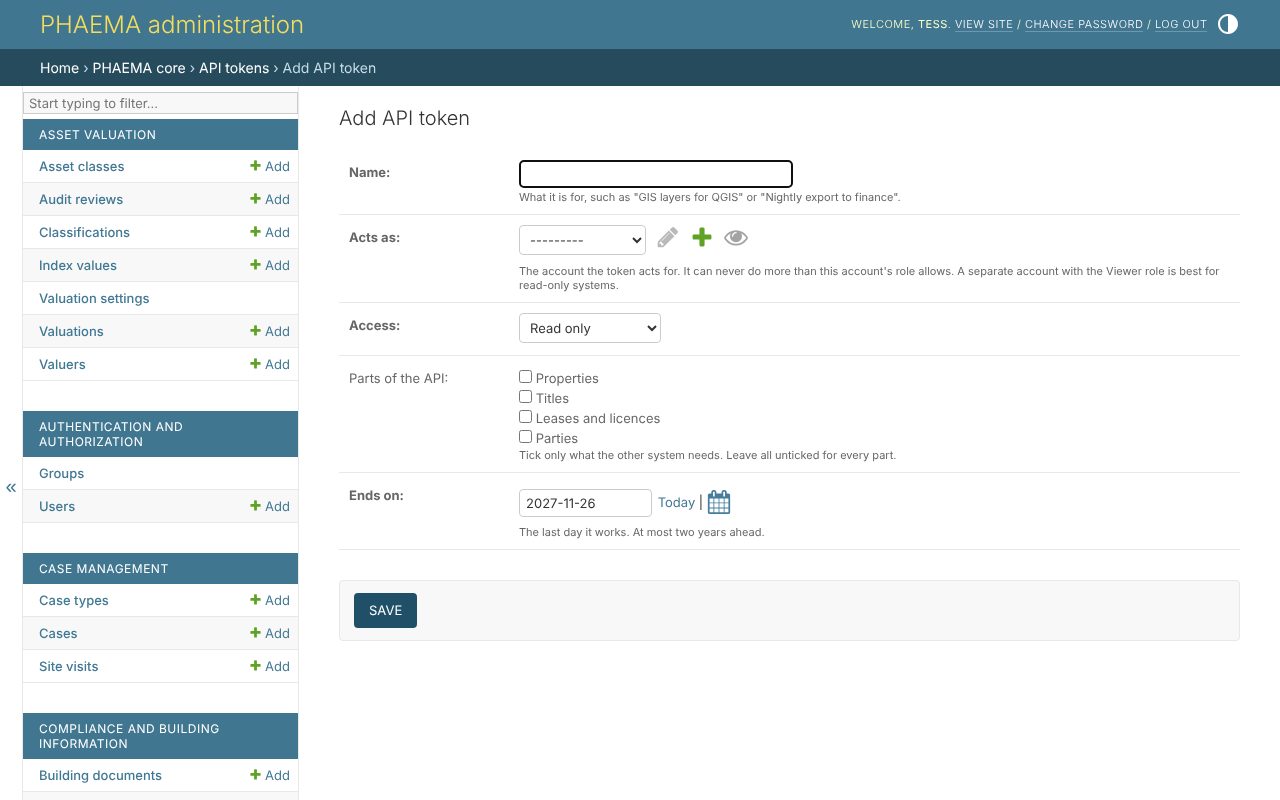 PHAEMA administration
WELCOME, TESS. VIEW SITE / CHANGE PASSWORD / LOG OUT
Home › PHAEMA core › API tokens › Add API token
Start typing to filter...
ASSET VALUATION
Asset classes Add
Audit reviews Add
Classifications Add
Index values Add
Valuation settings
Valuations Add
Valuers Add
AUTHENTICATION AND
AUTHORIZATION
Groups
Users Add
CASE MANAGEMENT
Case types Add
Cases Add
Site visits Add
COMPLIANCE AND BUILDING
INFORMATION
Building documents Add
«
Add API token
Name:
What it is for, such as "GIS layers for QGIS" or "Nightly export to finance".
Acts as: ---------
The account the token acts for. It can never do more than this account's role allows. A separate account with the Viewer role is best for
read-only systems.
Access: Read only
Parts of the API: Properties
Titles
Leases and licences
Parties
Tick only what the other system needs. Leave all unticked for every part.
Ends on: 2027-11-26 Today |
The last day it works. At most two years ahead.
SAVE